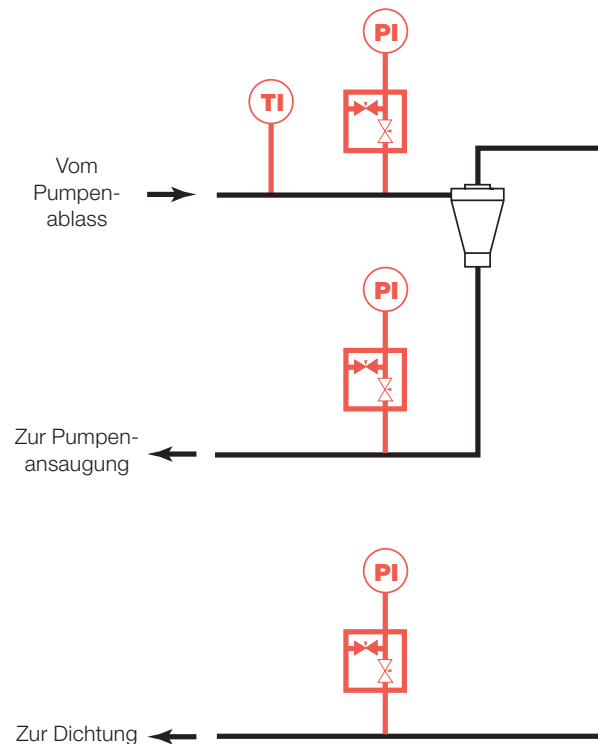 PI
TI
Vom
Pumpen-
ablass
PI
Zur Pumpen-
ansaugung
PI
Zur Dichtung